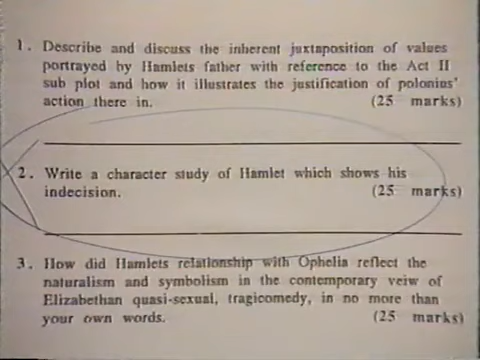 1. Describe and discuss the inherent juxtaposition of values
portrayed by Hamlets father with reference to the Act II
sub plot and how it illustrates the justification of polonius'
action there in. (25 marks)
2. Write a character study of Hamlet which shows his
indecision. (25 marks)
3. How did Hamlets relationship with Ophelia reflect the
naturalism and symbolism in the contemporary veiw of
Elizabethan quasi-sexual, tragicomedy, in no more than
your own words. (25 marks)